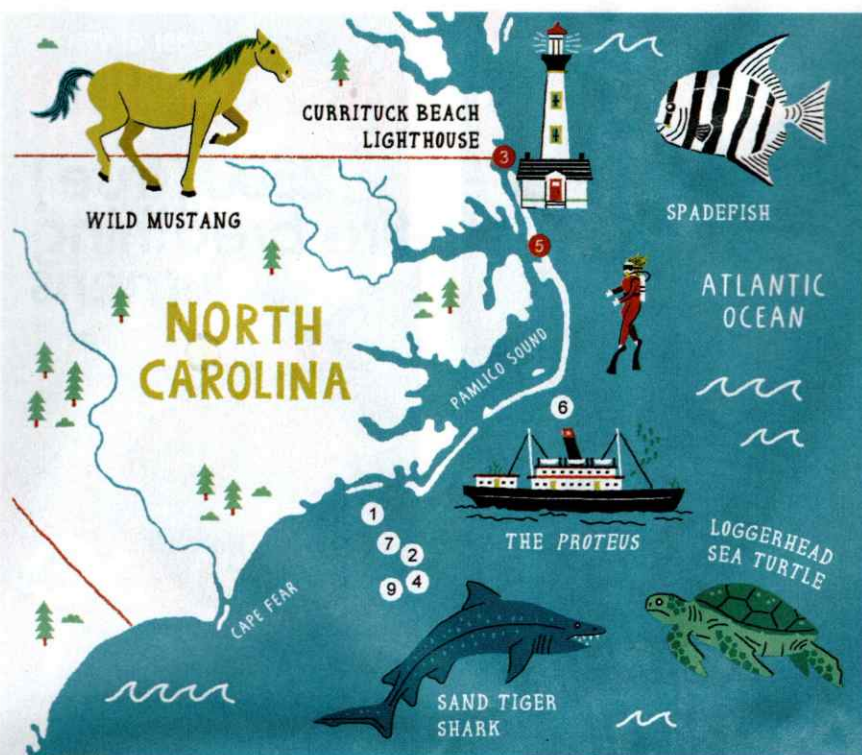 CURRITUCK BEACH
LIGHTHOUSE
3
WILD MUSTANG
SPADEFISH
5
ATLANTIC
OCEAN
NORTH
CAROLINA
PAMLICO SOUND
6
1
THE PROTEUS
7
2
LOGGERHEAD
SEA TURTLE
9
4
CAPE FEAR
SAND TIGER
SHARK